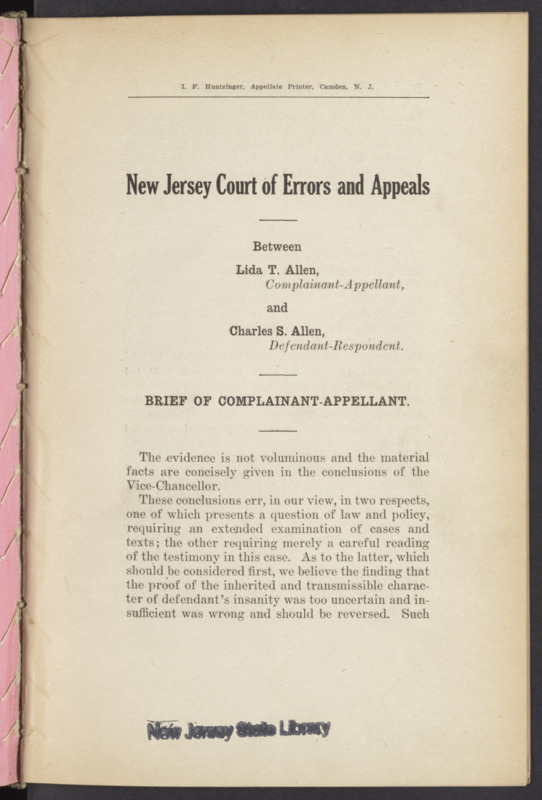 I. F. Huntzinger, Appellate Printer, Camden, N. J.
New Jersey Court of Errors and Appeals
Between
Lida T. Allen,
Complainant-Appellant,
and
Charles S. Allen,
Defendant-Respondent.
BRIEF OF COMPLAINANT-APPELLANT.
The evidence is not voluminous and the material
facts are concisely given in the conclusions of the
Vice-Chancellor.
These conclusions err, in our view, in two respects,
one of which presents a question of law and policy,
requiring an extended examination of cases and
texts; the other requiring merely a careful reading
of the testimony in this case. As to the latter, which
should be considered first, we believe the finding that
the proof of the inherited and transmissible charac-
ter of defendant's insanity was too uncertain and in-
sufficient was wrong and should be reversed. Such
New Jersey State Library